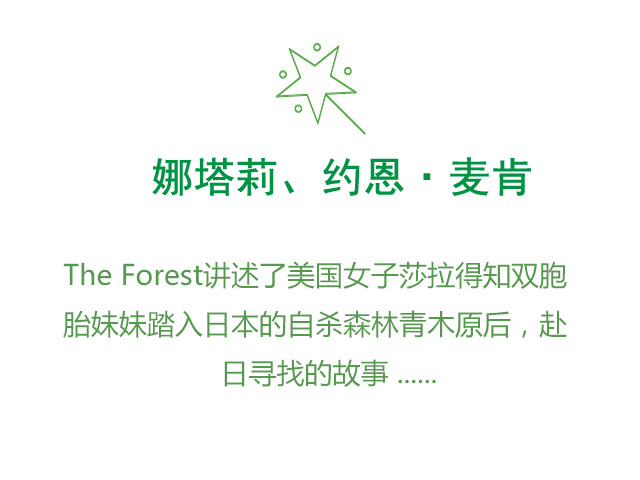 娜塔莉、约恩·麦肯
The Forest讲述了美国女子莎拉得知双胞
胎妹妹踏入日本的自杀森林青木原后，赴
日寻找的故事 ......